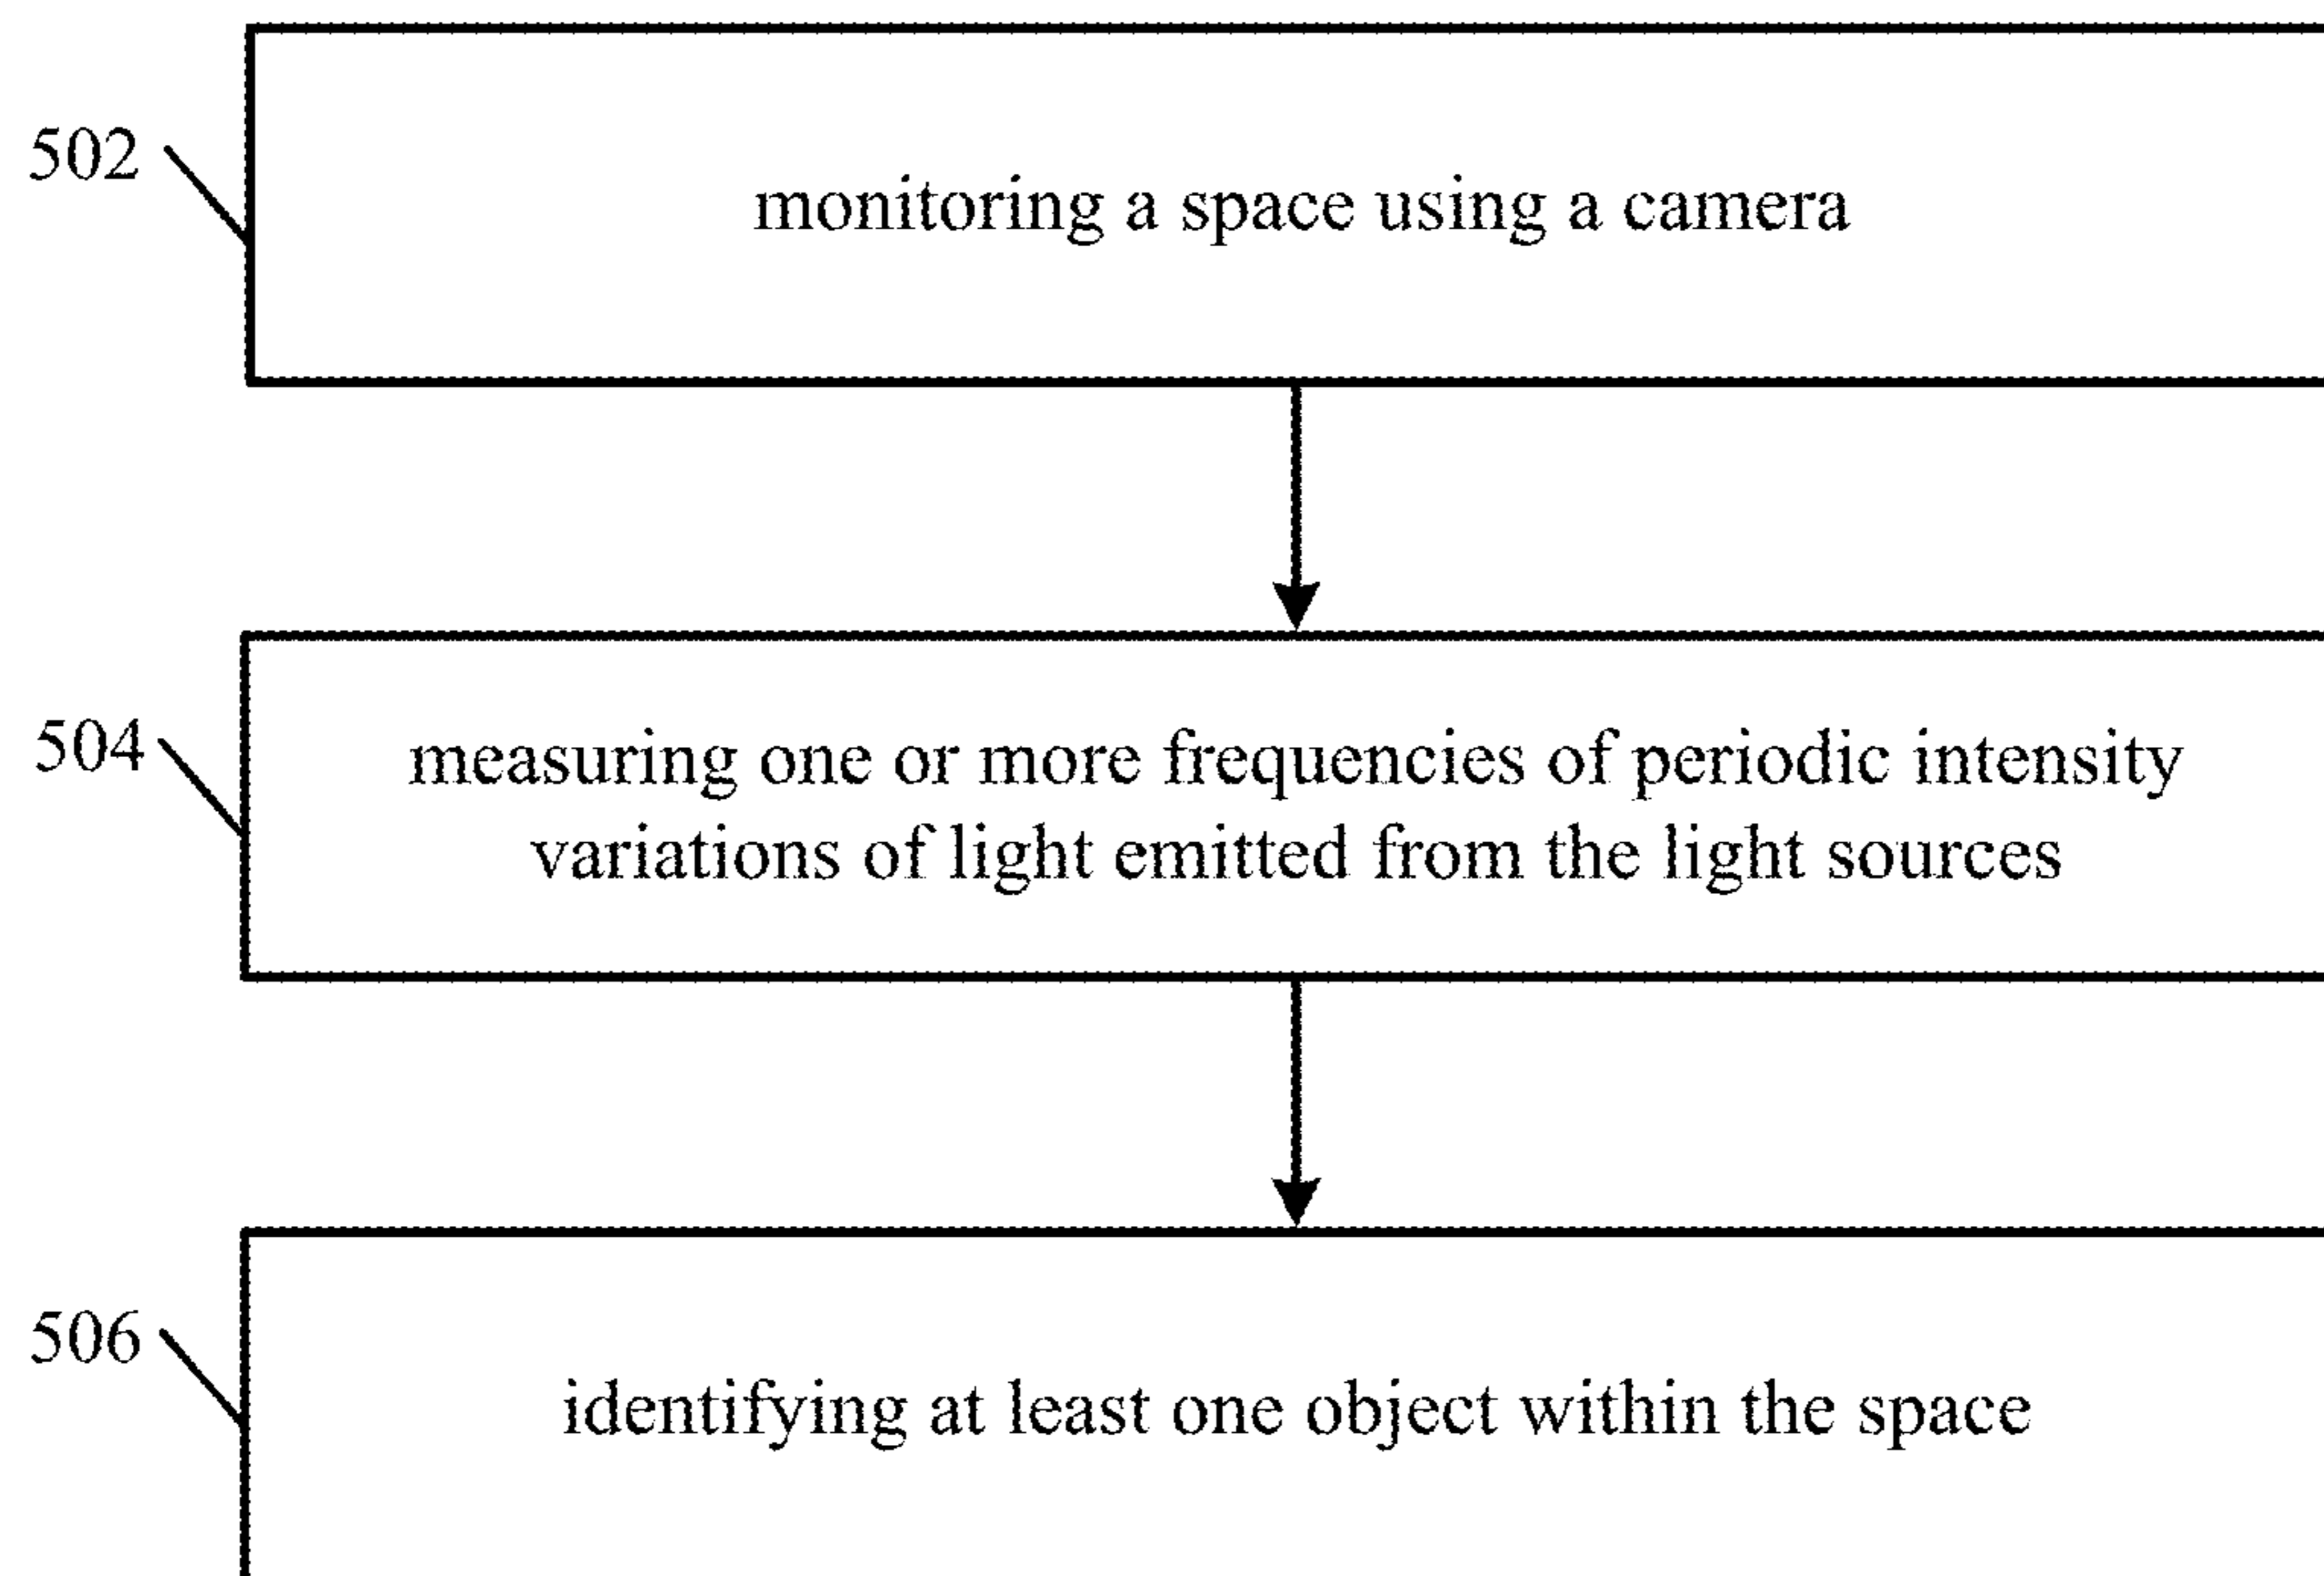 502
monitoring a space using a camera
504
measuring one or more frequencies of periodic intensity
variations of light emitted from the light sources
506
identifying at least one object within the space